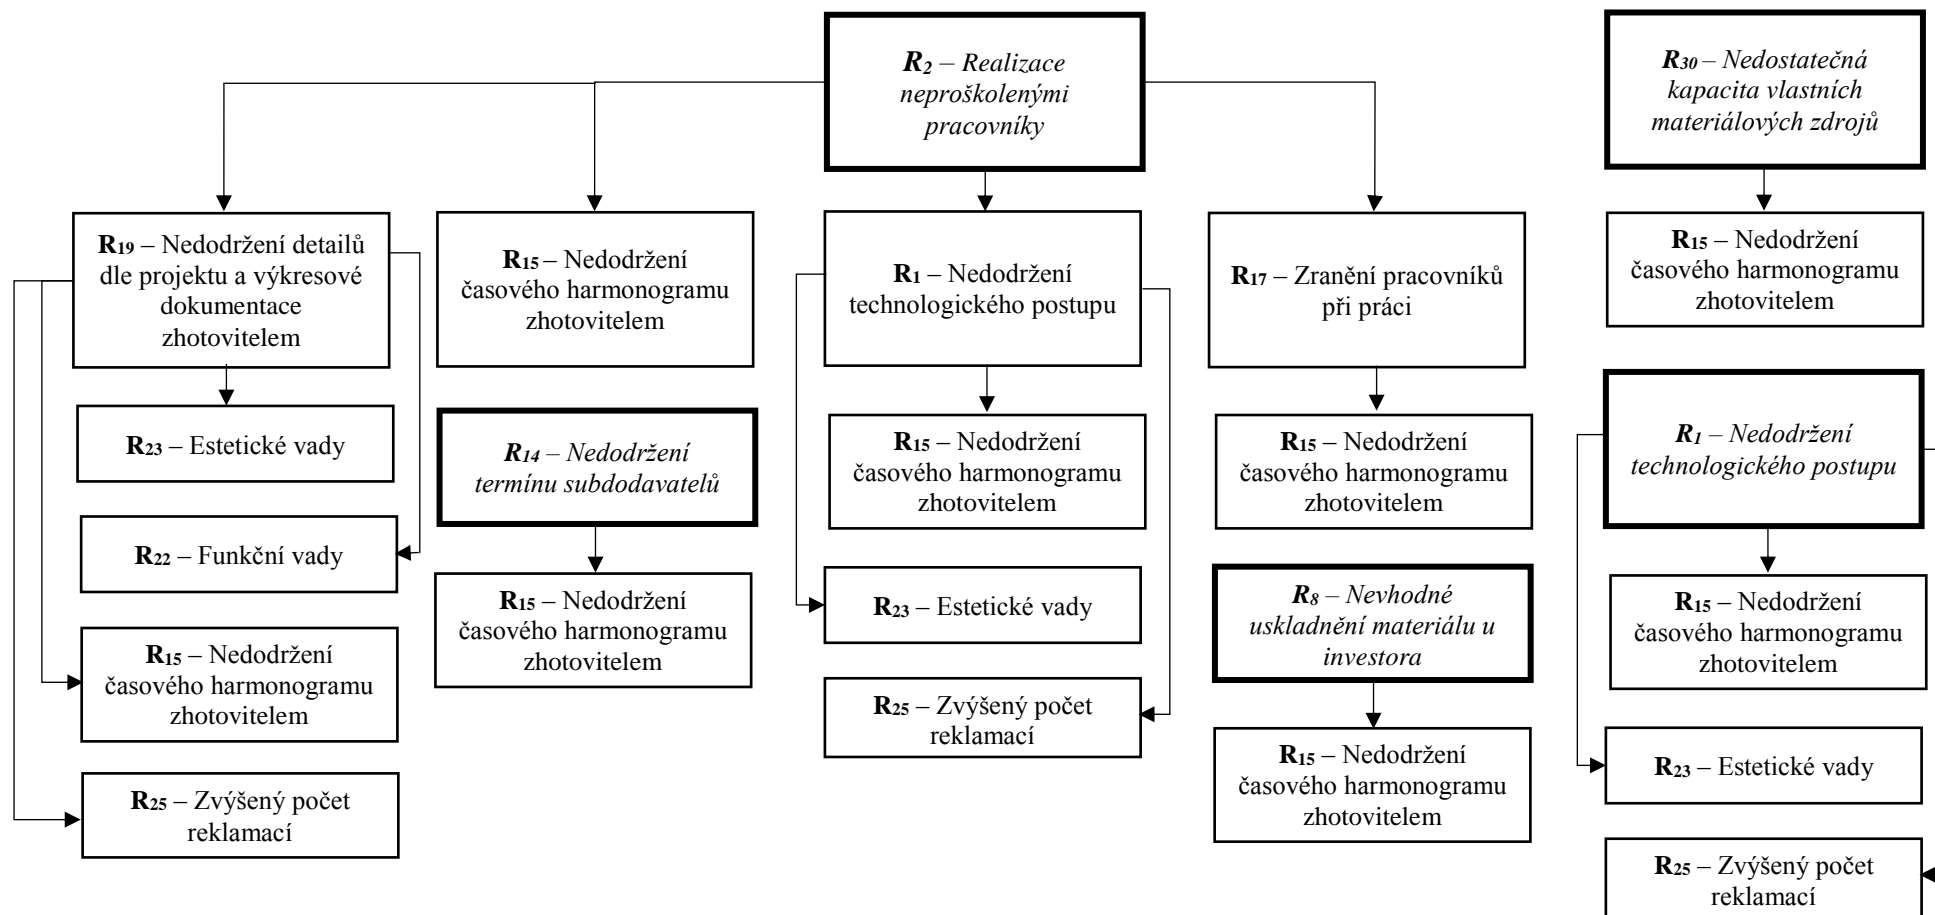 R2 – Realizace
neproškolenými
pracovníky
R30 – Nedostatečná
kapacita vlastních
materiálových zdrojů
R19 – Nedodržení detailů
dle projektu a výkresové
dokumentace
zhotovitelem
R15 – Nedodržení
časového harmonogramu
zhotovitelem
R1 – Nedodržení
technologického postupu
R17 – Zranění pracovníků
při práci
R15 – Nedodržení
časového harmonogramu
zhotovitelem
R23 – Estetické vady
R14 – Nedodržení
termínu subdodavatelů
R15 – Nedodržení
časového harmonogramu
zhotovitelem
R15 – Nedodržení
časového harmonogramu
zhotovitelem
R1 – Nedodržení
technologického postupu
R22 – Funkční vady
R15 – Nedodržení
časového harmonogramu
zhotovitelem
R23 – Estetické vady
R8 – Nevhodné
uskladnění materiálu u
investora
R15 – Nedodržení
časového harmonogramu
zhotovitelem
R15 – Nedodržení
časového harmonogramu
zhotovitelem
R25 – Zvýšený počet
reklamací
R15 – Nedodržení
časového harmonogramu
zhotovitelem
R23 – Estetické vady
R25 – Zvýšený počet
reklamací
R25 – Zvýšený počet
reklamací